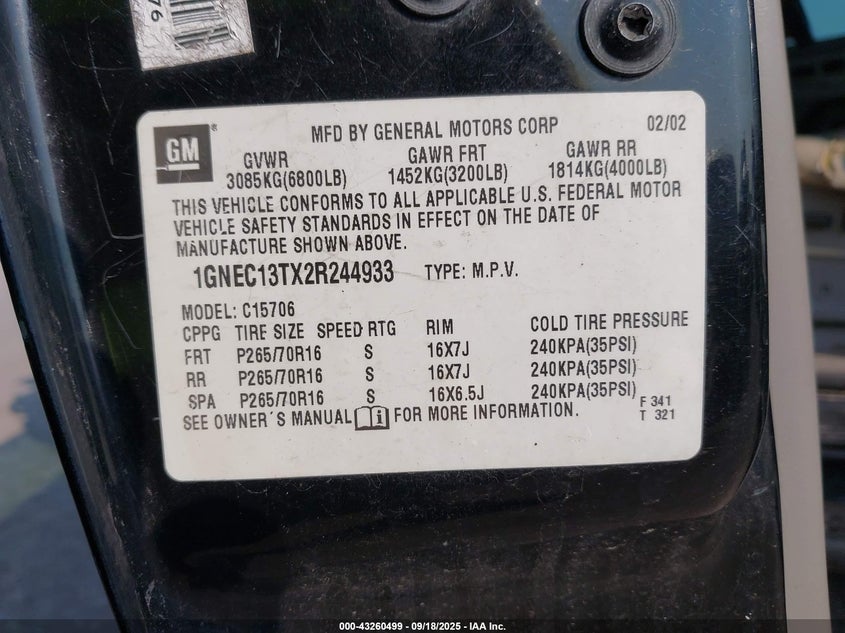 76
GM
MFD BY GENERAL MOTORS CORP 02/02
GVWR GAWR FRT GAWR RR
3085KG(6800LB) 1452KG(3200LB) 1814KG(4000LB)
THIS VEHICLE CONFORMS TO ALL APPLICABLE U.S. FEDERAL MOTOR
VEHICLE SAFETY STANDARDS IN EFFECT ON THE DATE OF
MANUFACTURE SHOWN ABOVE.
1GNEC13TX2R244933 TYPE: M.P.V.
MODEL: C15706
CPPG TIRE SIZE SPEED RTG RIM COLD TIRE PRESSURE
FRT P265/70R16 S 16X7J 240KPA(35PSI)
RR P265/70R16 S 16X7J 240KPA(35PSI)
SPA P265/70R16 S 16X6.5J 240KPA(35PSI)
F 341
SEE OWNER´S MANUAL i FOR MORE INFORMATION. T 321
000-43260499 - 09/18/2025 - IAA Inc.